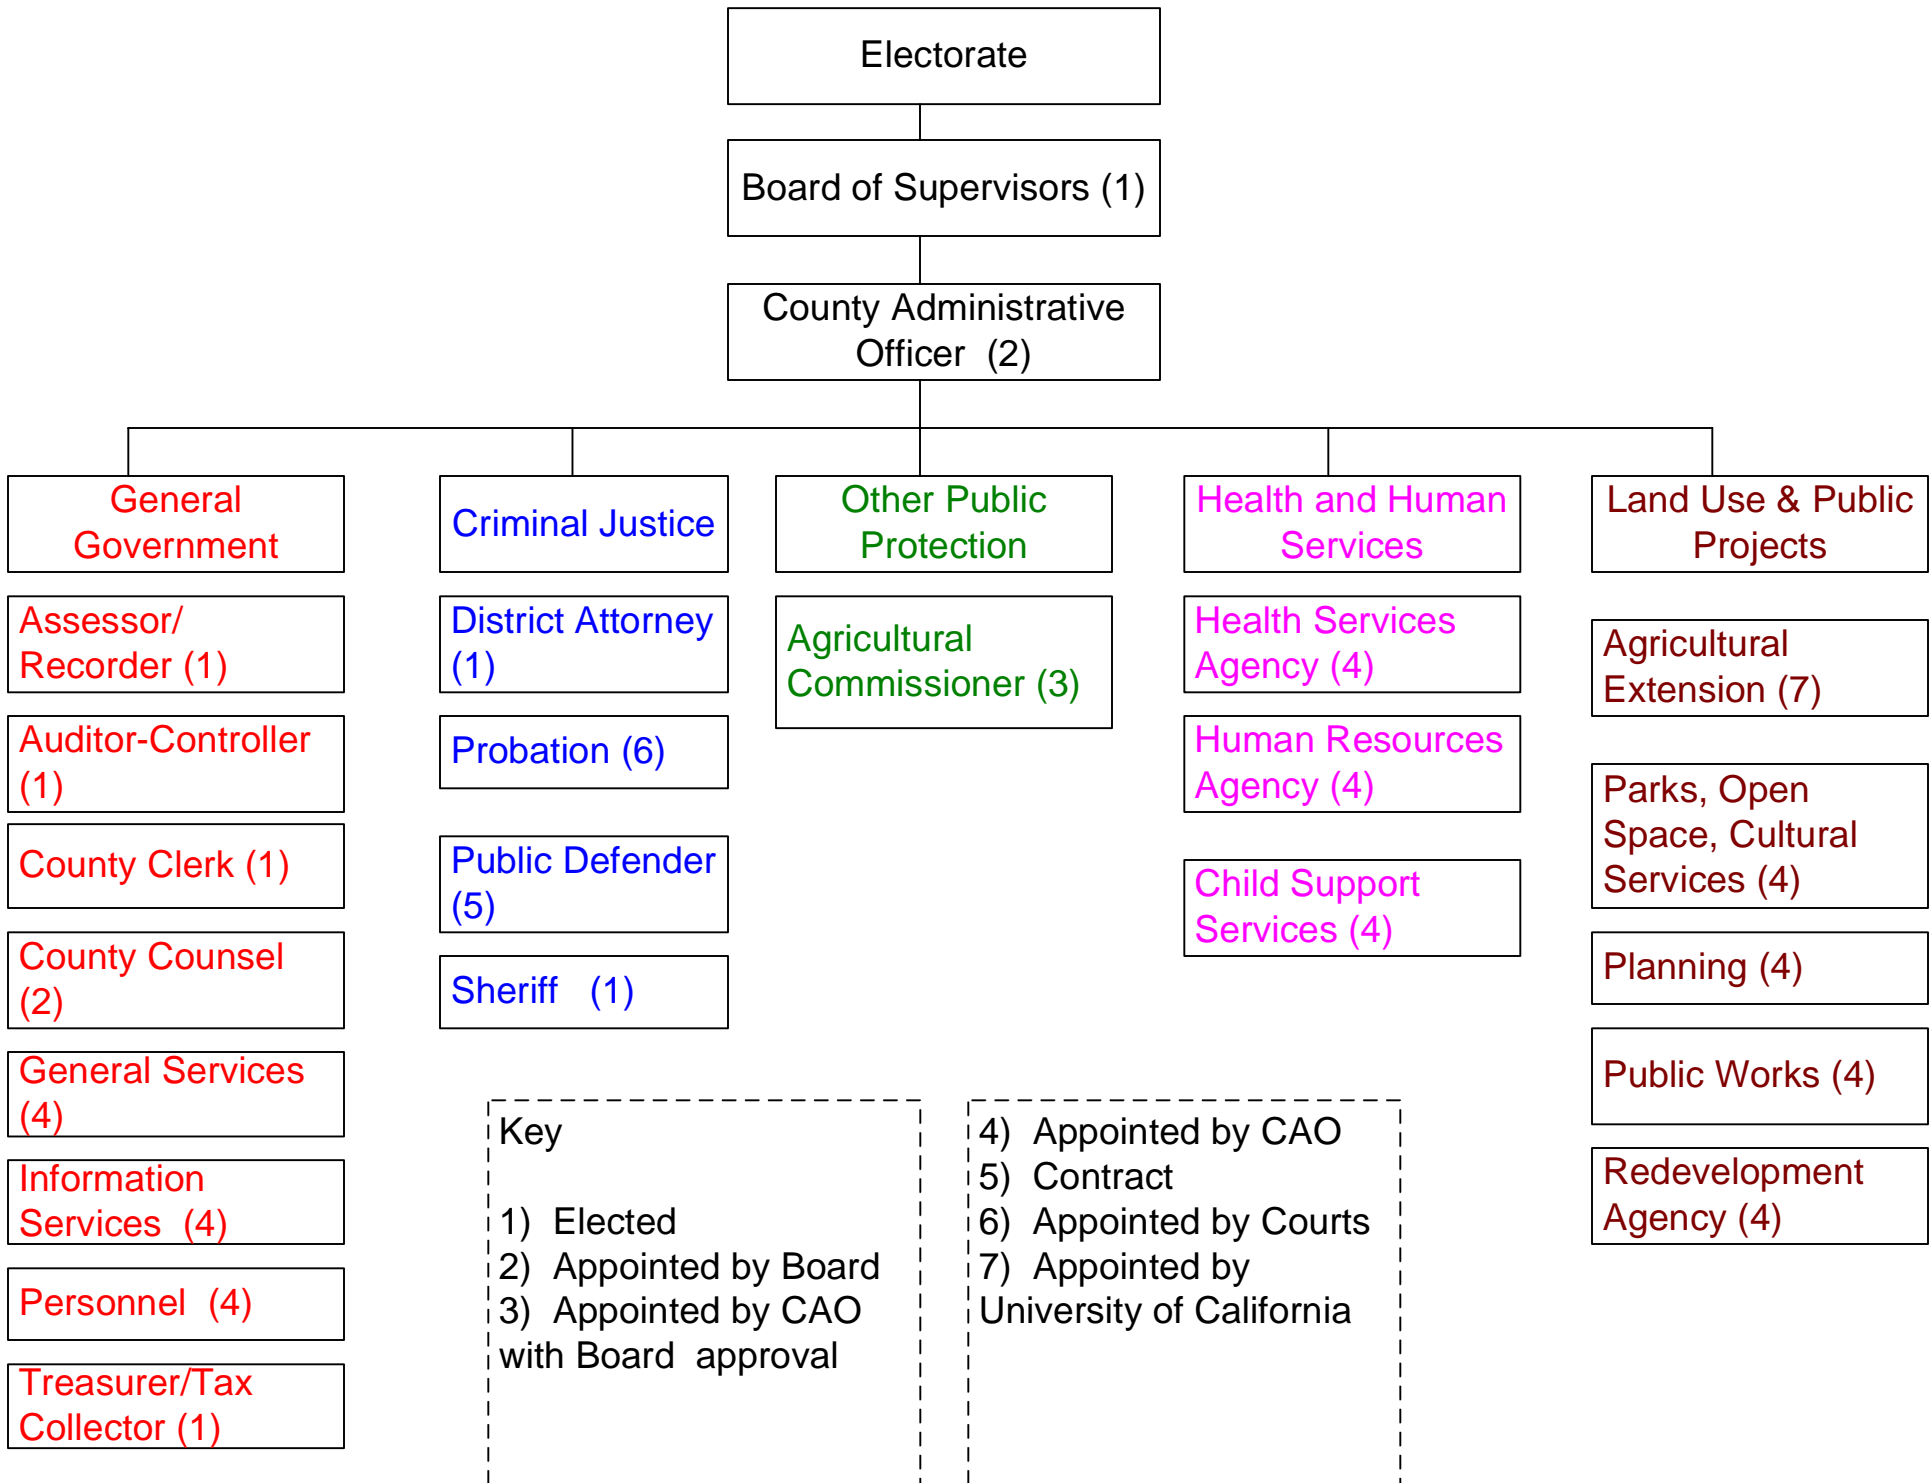 Electorate
Board of Supervisors (1)
County Administrative
Officer (2)
General
Government
Assessor/
Recorder (1)
Auditor-Controller
(1)
County Clerk (1)
County Counsel
(2)
General Services
(4)
Information
Services (4)
Personnel (4)
Treasurer/Tax
Collector (1)
Criminal Justice
District Attorney
(1)
Probation (6)
Public Defender
(5)
Sheriff (1)
Other Public
Protection
Agricultural
Commissioner (3)
Health and Human
Services
Health Services
Agency (4)
Human Resources
Agency (4)
Child Support
Services (4)
Land Use & Public
Projects
Agricultural
Extension (7)
Parks, Open
Space, Cultural
Services (4)
Planning (4)
Public Works (4)
Redevelopment
Agency (4)
Key
1) Elected
2) Appointed by Board
3) Appointed by CAO
with Board approval
4) Appointed by CAO
5) Contract
6) Appointed by Courts
7) Appointed by
University of California